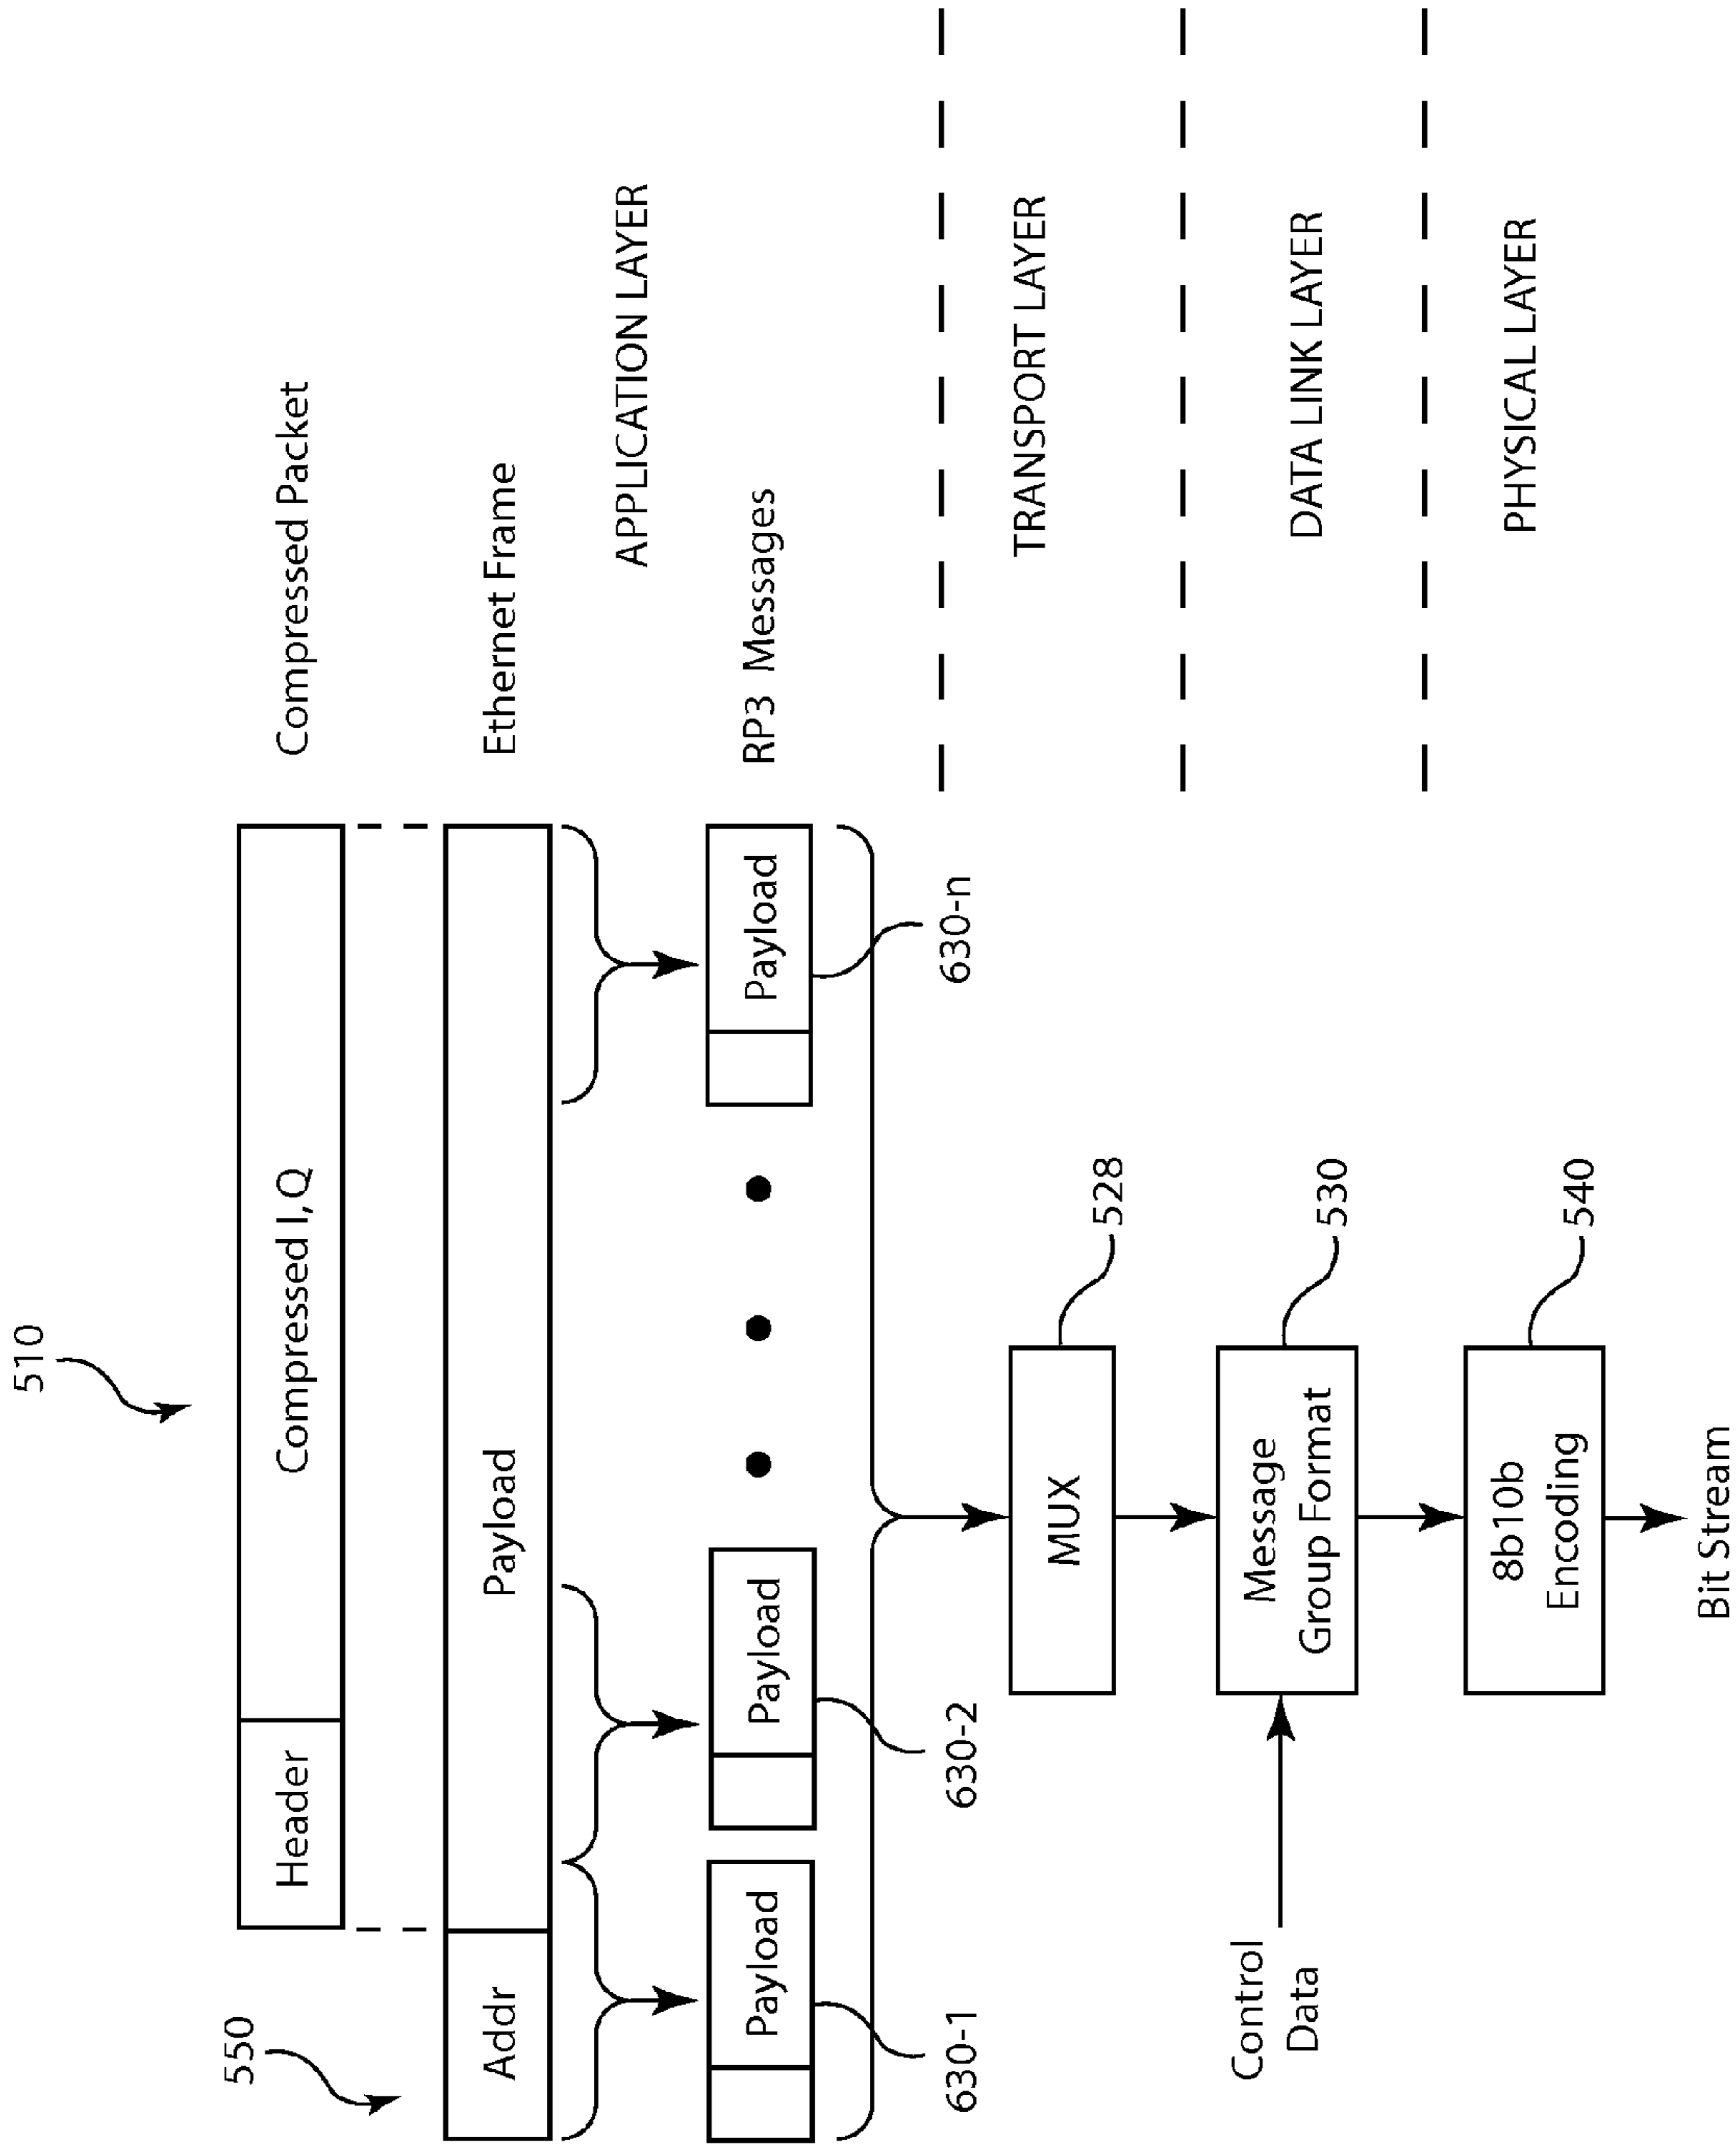 510
Header
Compressed I, Q
Compressed Packet
550
Addr
Payload
Ethernet Frame
APPLICATION LAYER
Payload
Payload
Payload
RP3 Messages
630-1
630-2
630-n
MUX
528
TRANSPORT LAYER
Control
Data
Message
Group Format
530
DATA LINK LAYER
8b10b
Encoding
540
PHYSICAL LAYER
Bit Stream